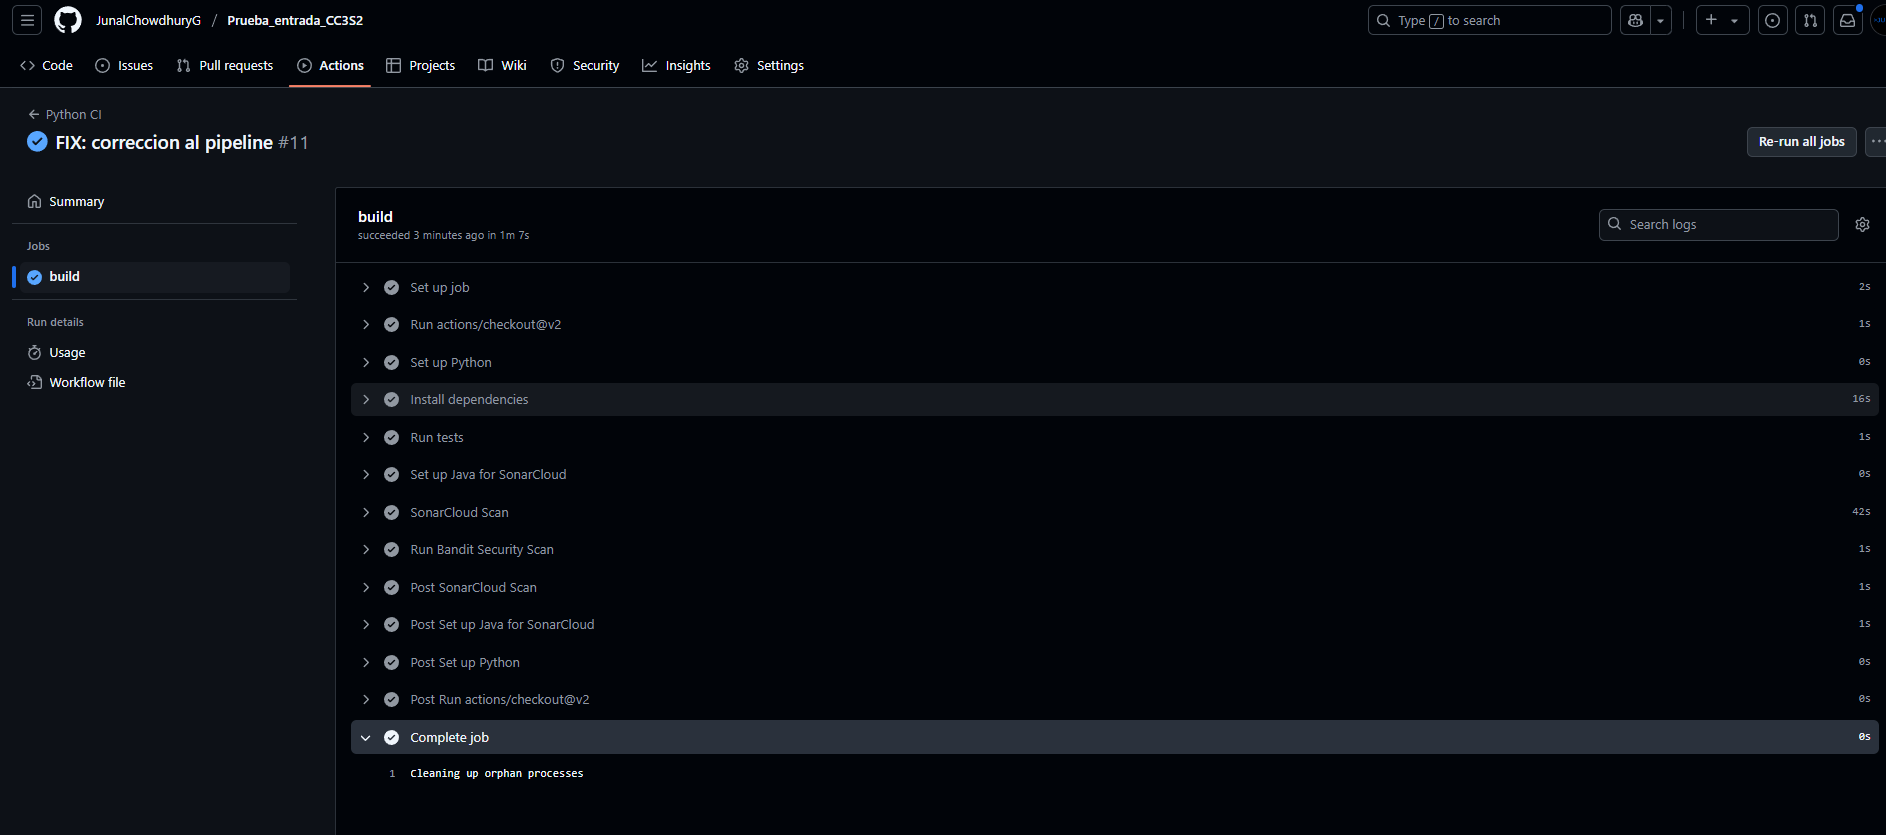 JunalChowdhuryG / Prueba_entrada_CC3S2
Type / to search
Code Issues Pull requests Actions Projects Wiki Security Insights Settings
Python CI
FIX: correccion al pipeline #11
Re-run all jobs
Summary
Jobs
build
Run details
Usage
Workflow file
build
succeeded 3 minutes ago in 1m 7s
Search logs
Set up job 2s
Run actions/checkout@v2 1s
Set up Python 0s
Install dependencies 16s
Run tests 1s
Set up Java for SonarCloud 0s
SonarCloud Scan 42s
Run Bandit Security Scan 1s
Post SonarCloud Scan 1s
Post Set up Java for SonarCloud 1s
Post Set up Python 0s
Post Run actions/checkout@v2 0s
Complete job 0s
1 Cleaning up orphan processes